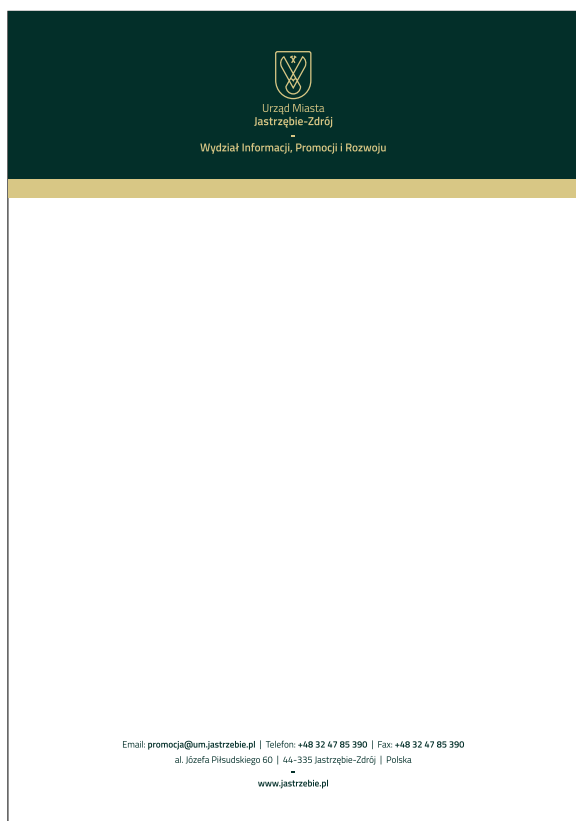 Urząd Miasta
Jastrzębie-Zdrój
-
Wydział Informacji, Promocji i Rozwoju
Email: promocja@um.jastrzebie.pl | Telefon: +48 32 47 85 390 | Fax: +48 32 47 85 390
al. Józefa Piłsudskiego 60 | 44-335 Jastrzębie-Zdrój | Polska
-
www.jastrzebie.pl